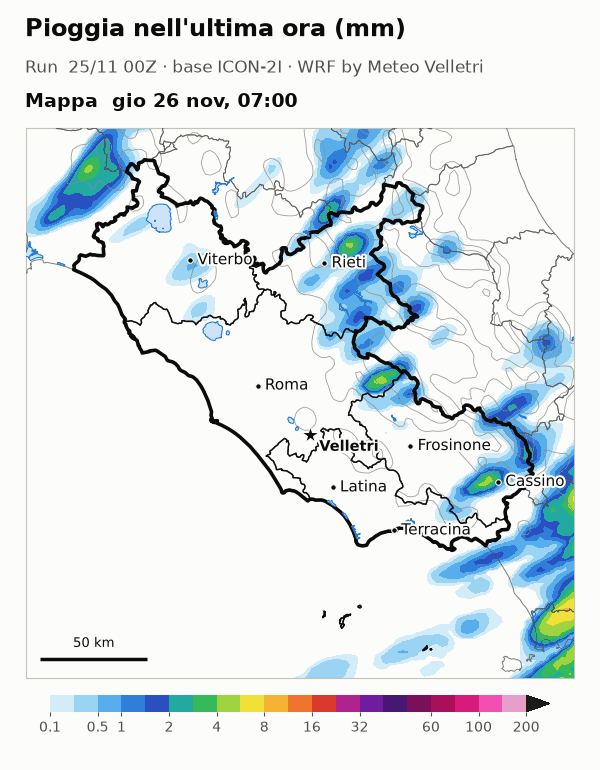 Pioggia nell'ultima ora (mm)
Run  25/11 00Z · base ICON-2I · WRF by Meteo Velletri
Mappa  gio 26 nov, 07:00
Viterbo
Rieti
Roma
Velletri
Frosinone
Latina
Cassino
Terracina
50 km
0.1 0.5 1 2 4 8 16 32 60 100 200